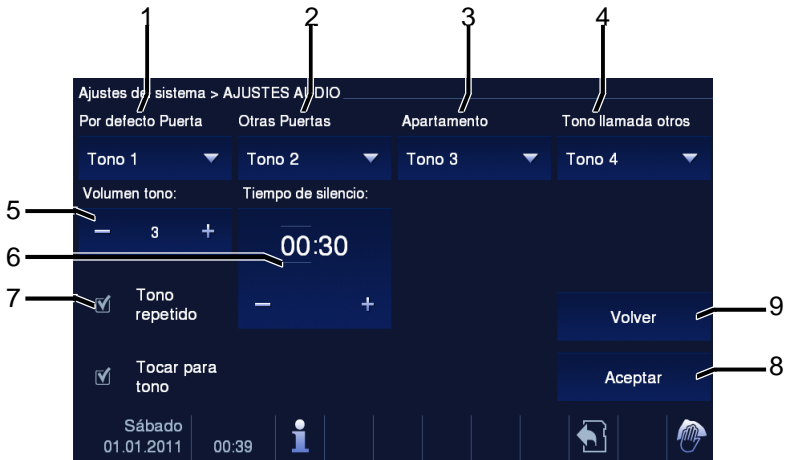 1 2 3 4
Ajustes del sistema > AJUSTES AUDIO
Por defecto Puerta Otras Puertas Apartamento Tono llamada otros
Tono 1 Tono 2 Tono 3 Tono 4
Volumen tono: Tiempo de silencio:
5
− 3 +
00:30
6
7
Tono
repetido
− +
Volver
9
Tocar para
tono
Aceptar
8
Sábado
01.01.2011 00:39